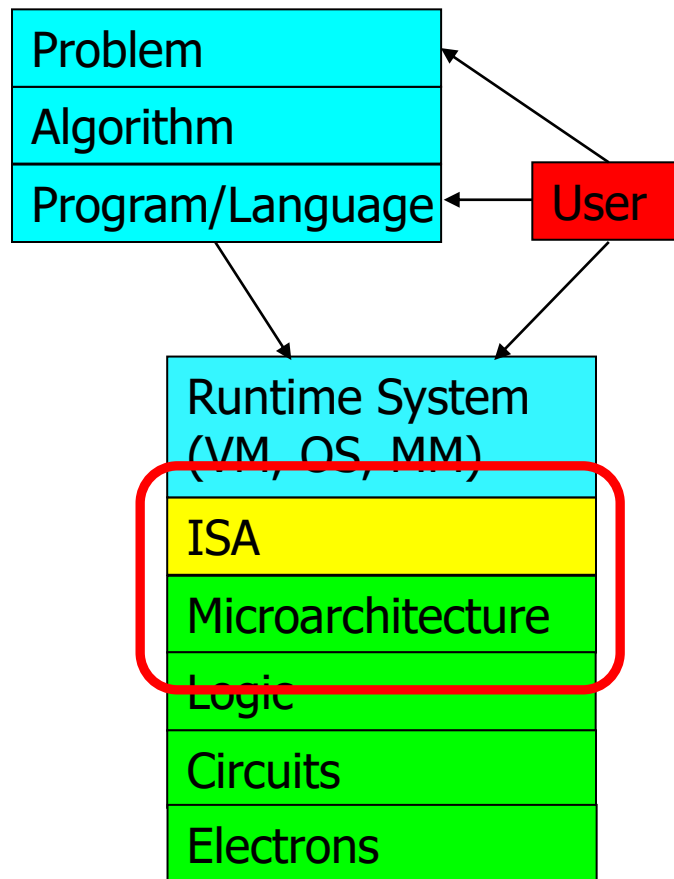 Problem
Algorithm
Program/Language
User
Runtime System
(VM, OS, MM)
ISA
Microarchitecture
Logic
Circuits
Electrons